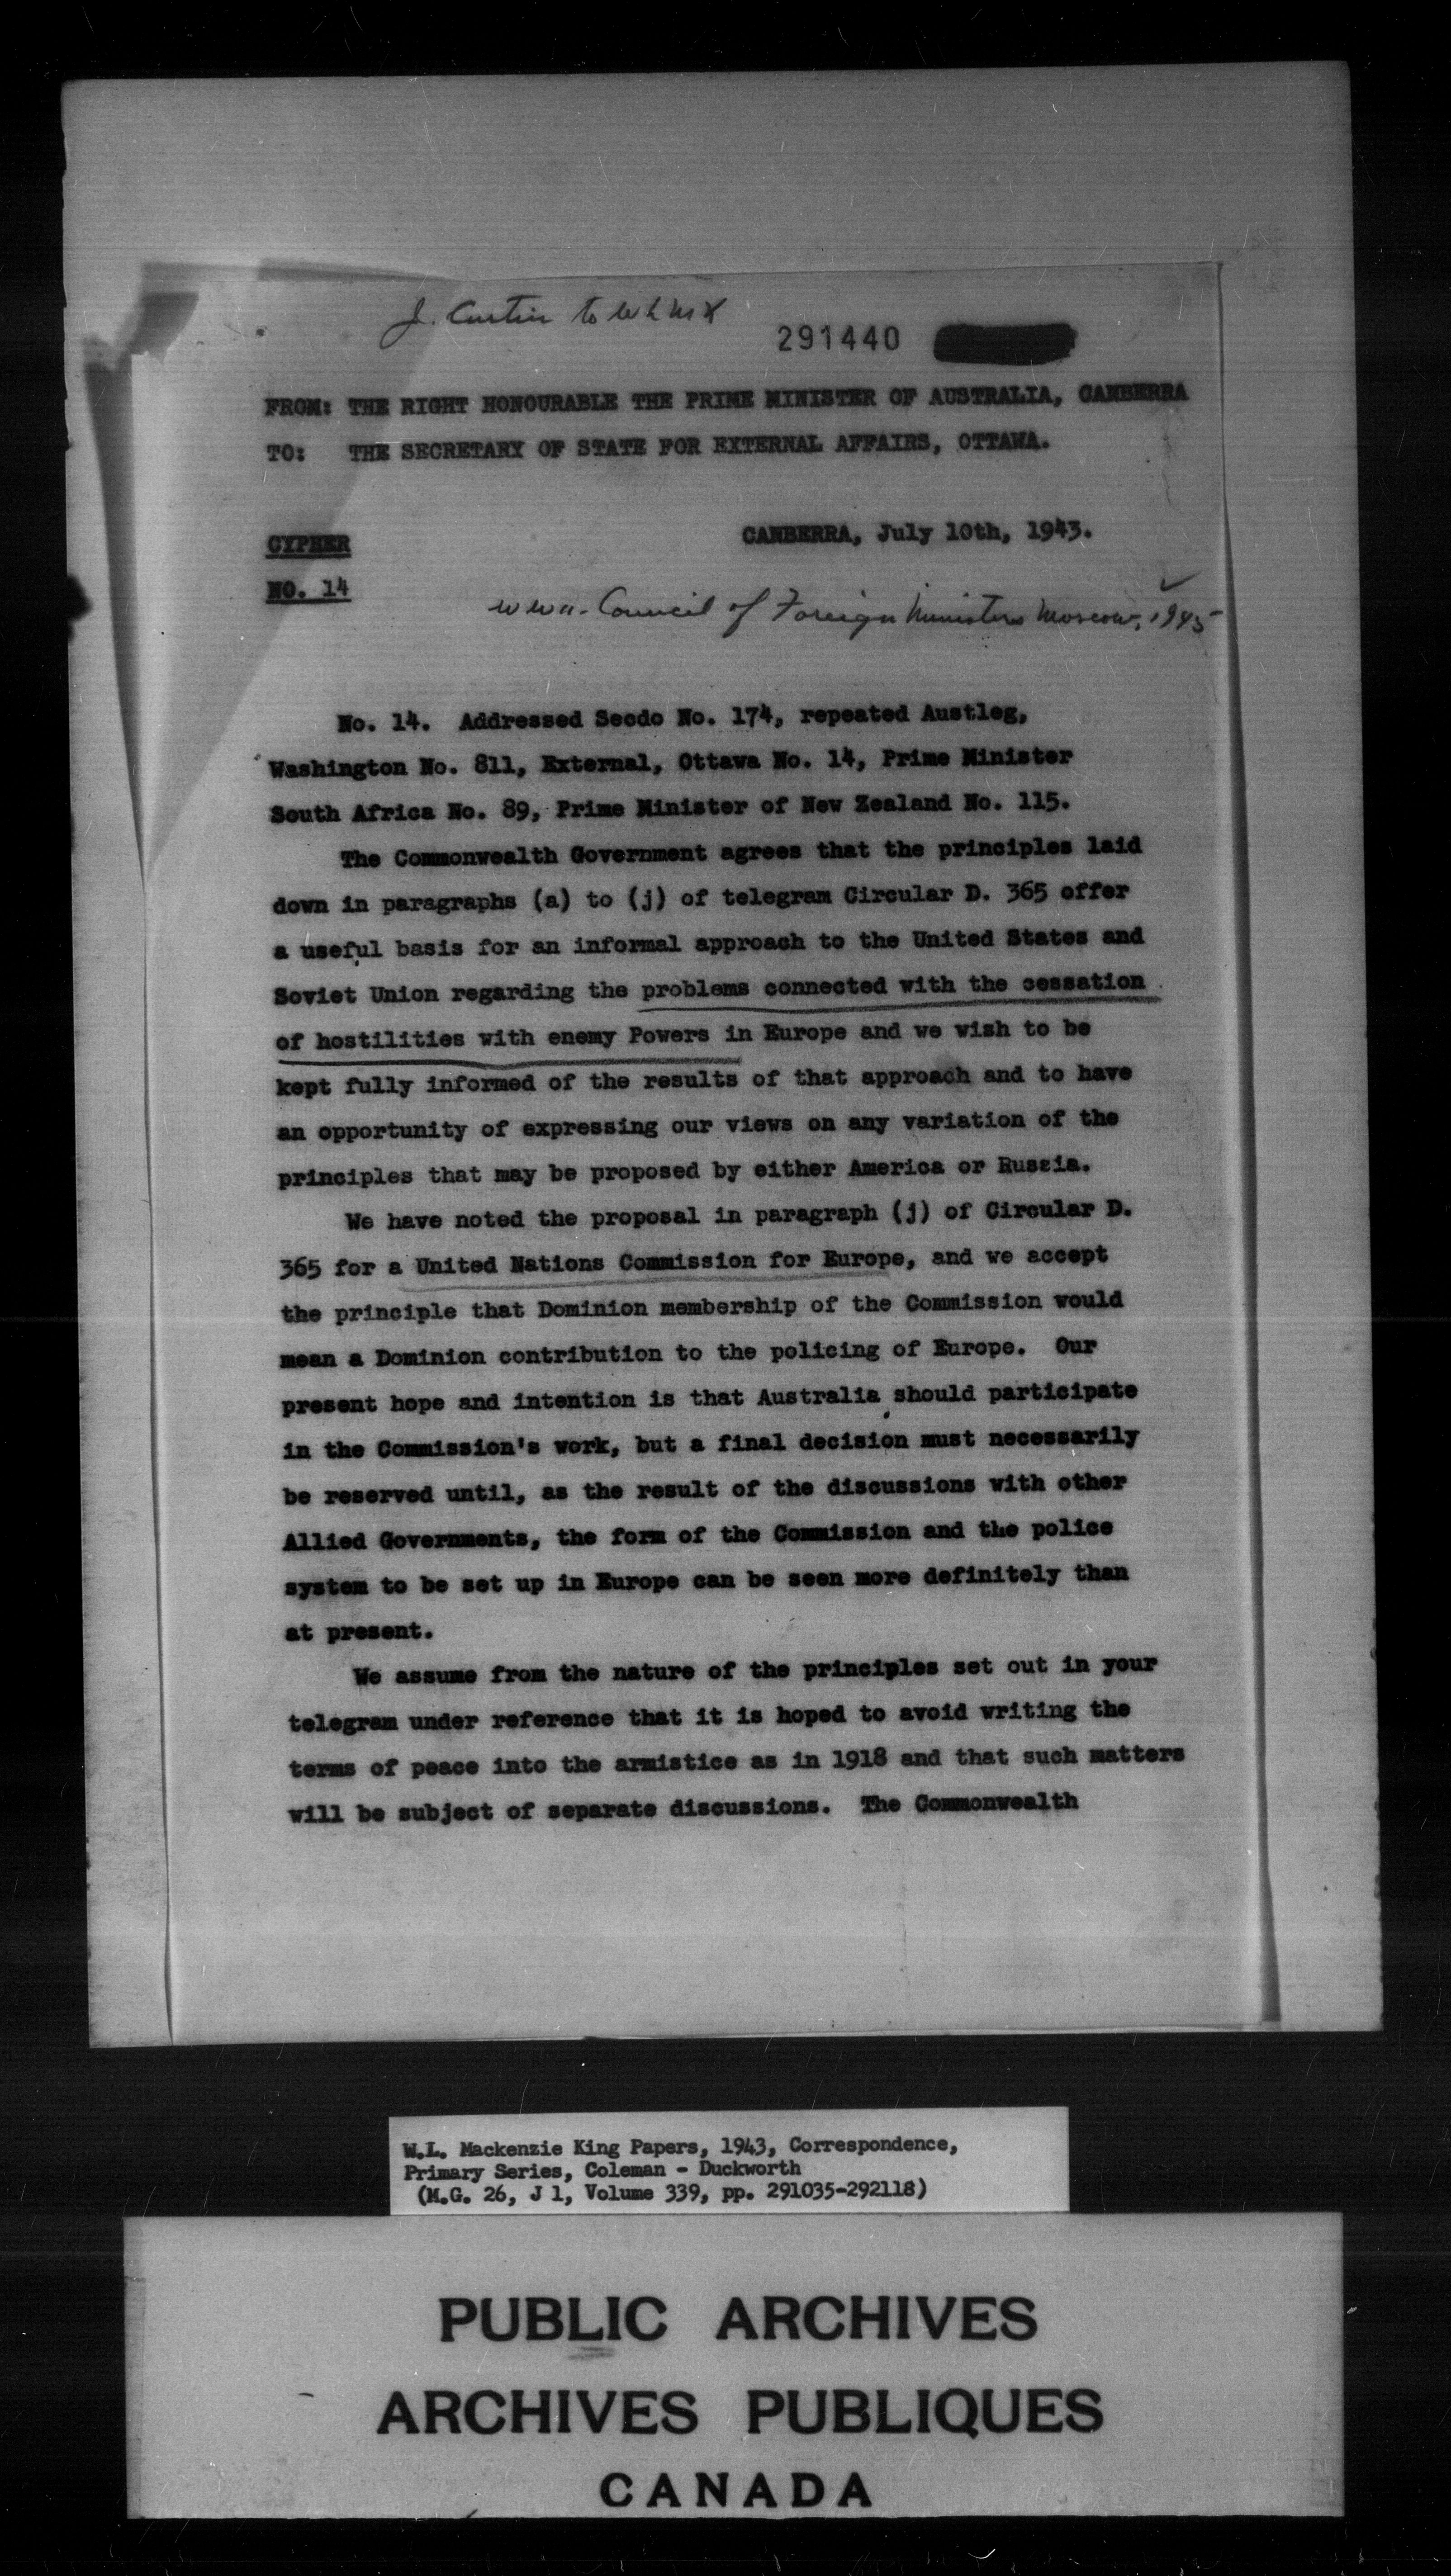 J. Curtin to WLMK
291440
FROM: THE RIGHT HONOURABLE THE PRIME MINISTER OF AUSTRALIA, CANBERRA
TO: THE SECRETARY OF STATE FOR EXTERNAL AFFAIRS, OTTAWA.
CYPHER
CANBERRA, July 10th, 1943.
NO. 14
Council of Foreign Ministers Moscow, 1945
No. 14. Addressed Secdo No. 174, repeated Austleg,
Washington No. 811, External, Ottawa No. 14, Prime Minister
South Africa No. 89, Prime Minister of New Zealand No. 115.
The Commonwealth Government agrees that the principles laid
down in paragraphs (a) to (j) of telegram Circular D. 365 offer
a useful basis for an informal approach to the United States and
Soviet Union regarding the problems connected with the cessation
of hostilities with enemy Powers in Europe and we wish to be
kept fully informed of the results of that approach and to have
an opportunity of expressing our views on any variation of the
principles that may be proposed by either America or Russia.
We have noted the proposal in paragraph (j) of Circular D.
365 for a United Nations Commission for Europe, and we accept
the principle that Dominion membership of the Commission would
mean a Dominion contribution to the policing of Europe. Our
present hope and intention is that Australia should participate
in the Commission's work, but a final decision must necessarily
be reserved until, as the result of the discussions with other
Allied Governments, the form of the Commission and the police
system to be set up in Europe can be seen more definitely than
at present.
We assume from the nature of the principles set out in your
telegram under reference that it is hoped to avoid writing the
terms of peace into the armistice as in 1918 and that such matters
will be subject of separate discussions. The Commonwealth
W.L. Mackenzie King Papers, 1943, Correspondence,
Primary Series, Coleman - Duckworth
(M.G. 26, J 1, Volume 339, pp. 291035-292118)
PUBLIC ARCHIVES
ARCHIVES PUBLIQUES
CANADA